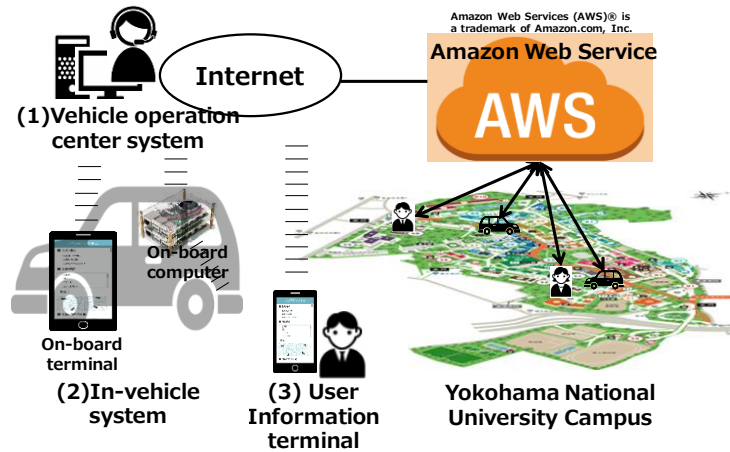 Amazon Web Services (AWS)® is
a trademark of Amazon.com, Inc.
Amazon Web Service
AWS
Internet
(1)Vehicle operation
center system
On-board
computer
On-board
terminal
(2)In-vehicle
system
(3) User
Information
terminal
Yokohama National
University Campus